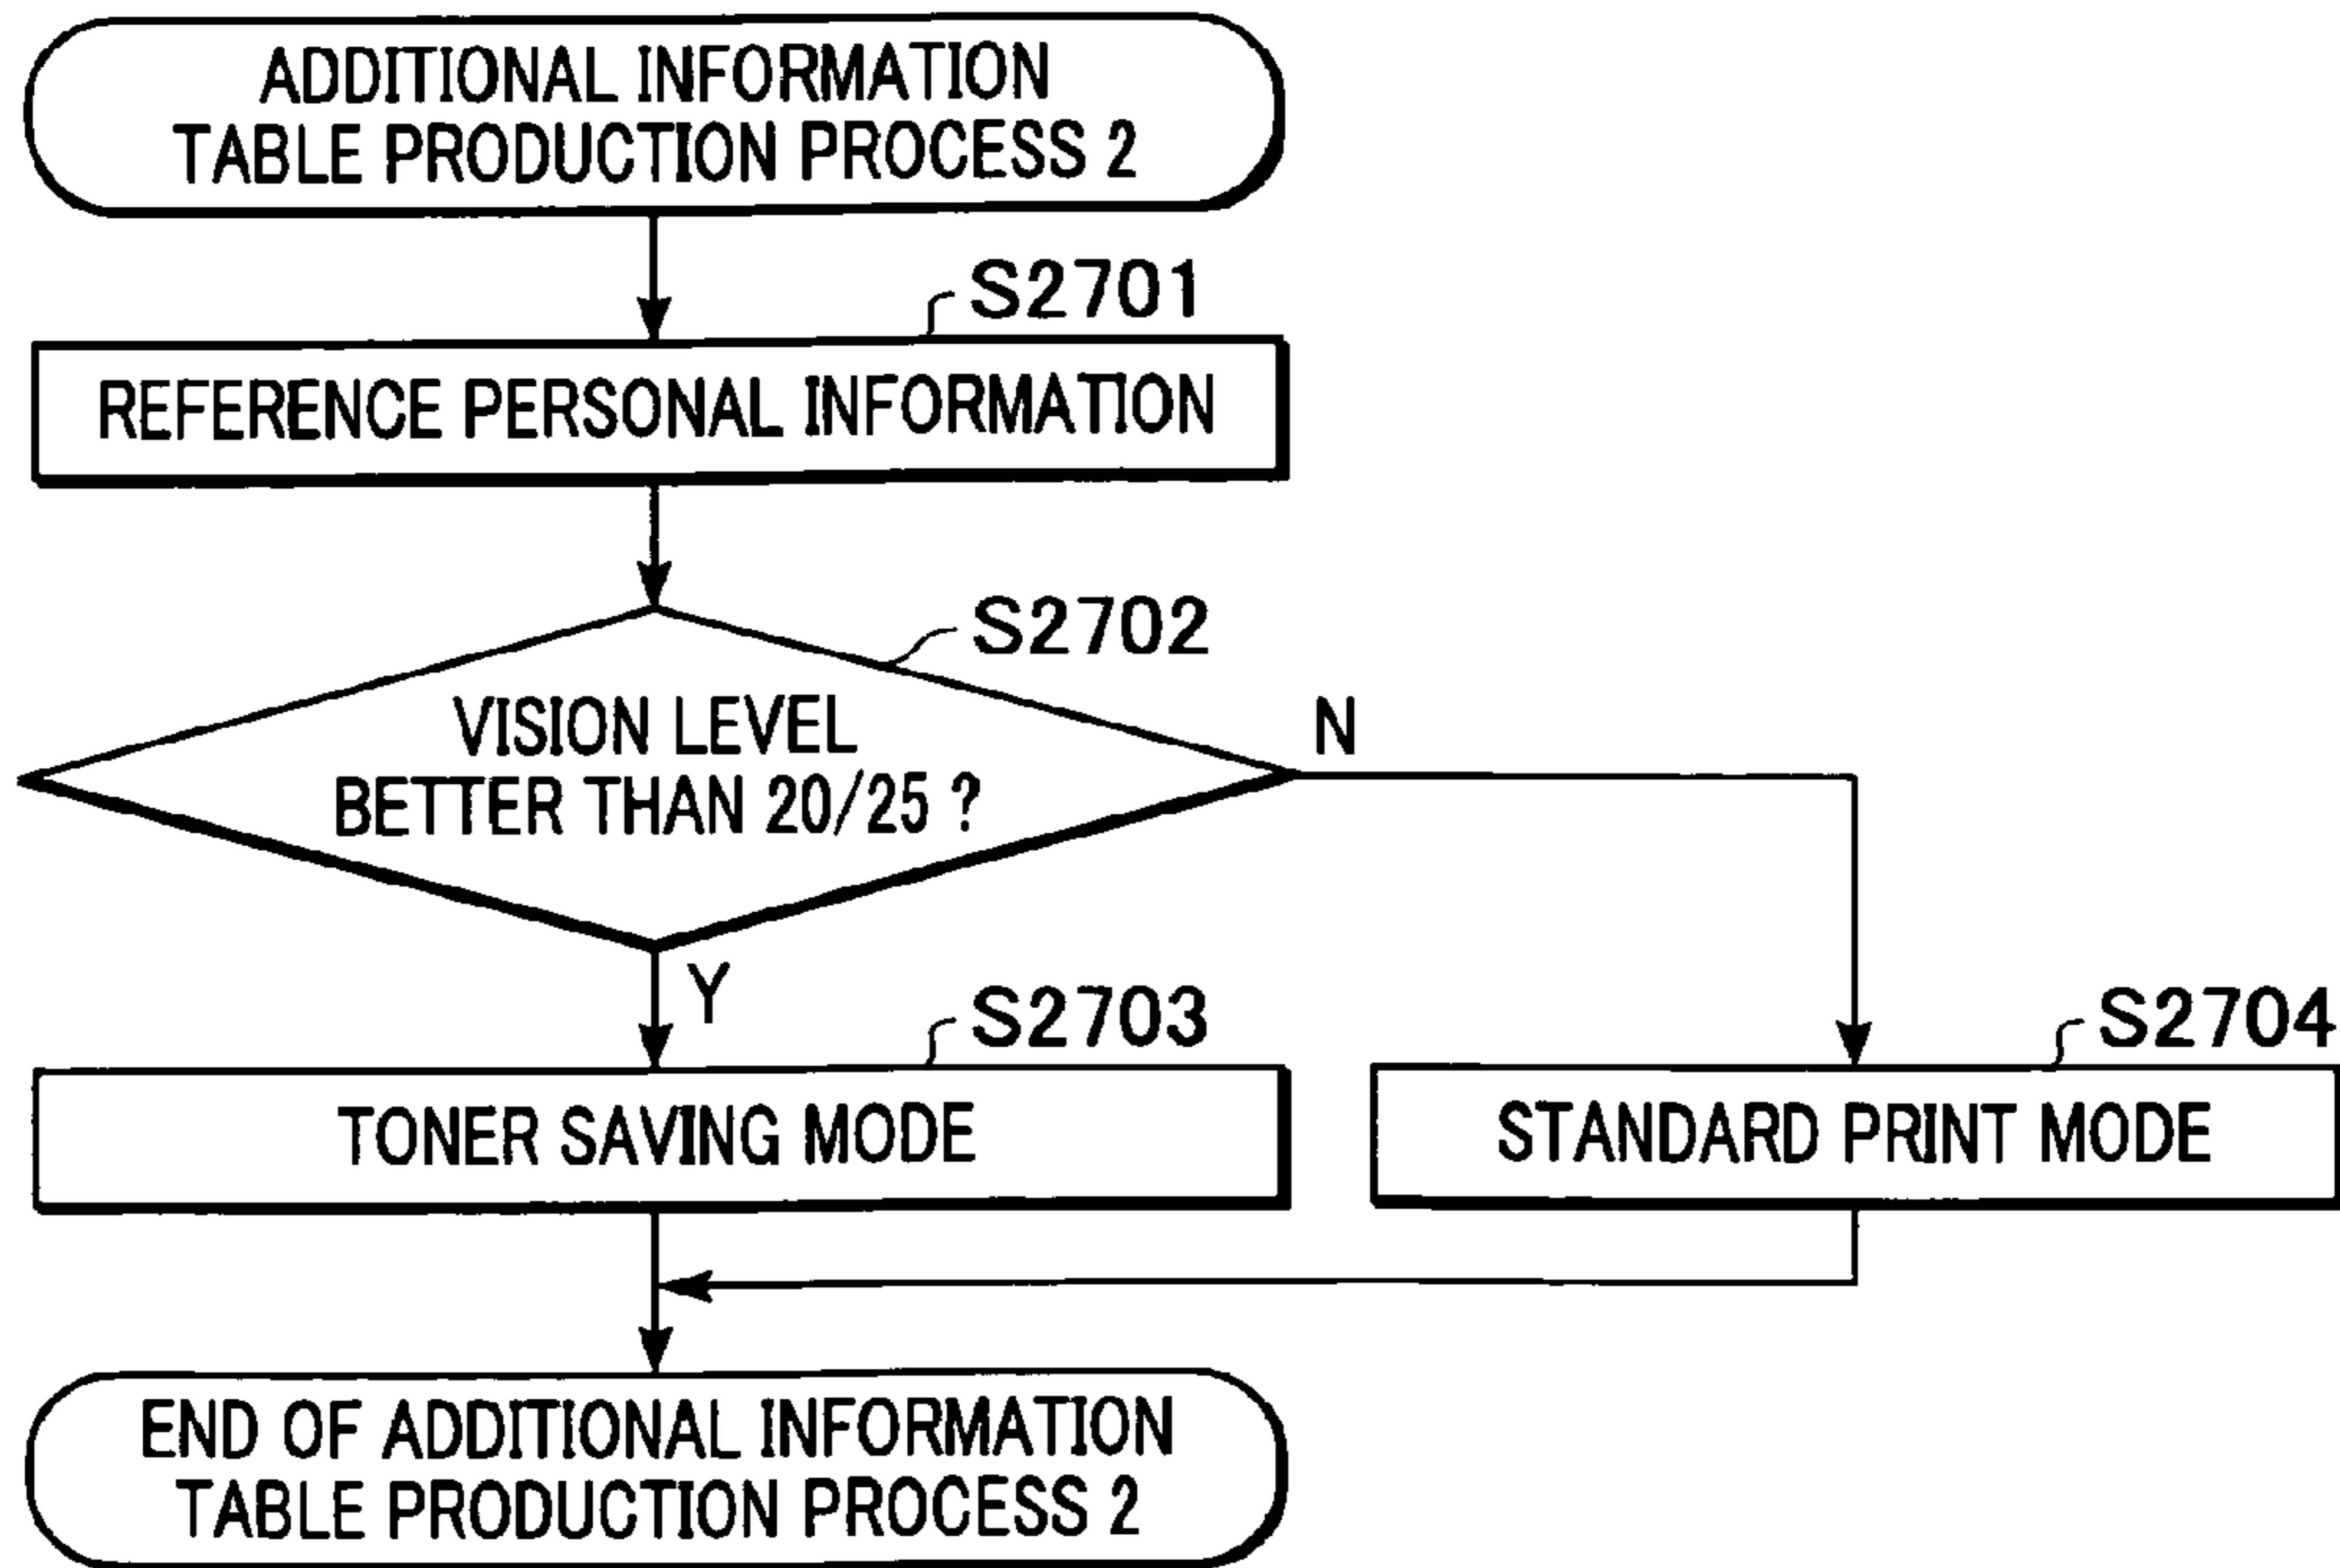 ADDITIONAL INFORMATION
TABLE PRODUCTION PROCESS 2
S2701
REFERENCE PERSONAL INFORMATION
S2702
VISION LEVEL
BETTER THAN 20/25 ?
N
Y
S2703
TONER SAVING MODE
S2704
STANDARD PRINT MODE
END OF ADDITIONAL INFORMATION
TABLE PRODUCTION PROCESS 2